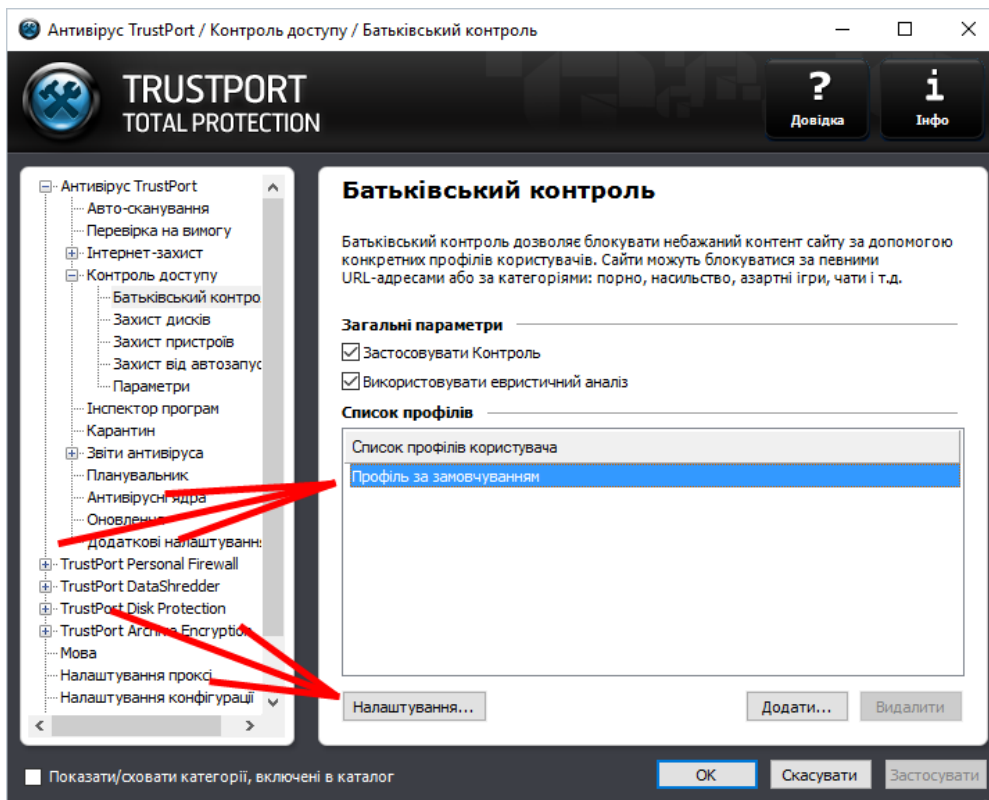 Антивірус TrustPort / Контроль доступу / Батьківський контроль
TRUSTPORT
TOTAL PROTECTION
?
Довідка
i
Інфо
Антивірус TrustPort
Авто-сканування
Перевірка на вимогу
Інтернет-захист
Контроль доступу
Батьківський контро
Захист дисків
Захист пристроїв
Захист від автозапус
Параметри
Інспектор програм
Карантин
Звіти антивіруса
Планувальник
Антивірусні ядра
Оновлення
Додаткові налаштуванн
TrustPort Personal Firewall
TrustPort DataShredder
TrustPort Disk Protection
TrustPort Archive Encryption
Мова
Налаштування проксі
Налаштування конфігурації
Батьківський контроль
Батьківський контроль дозволяє блокувати небажаний контент сайту за допомогою
конкретних профілів користувачів. Сайти можуть блокуватися за певними
URL-адресами або за категоріями: порно, насильство, азартні ігри, чати і т.д.
Загальні параметри
Застосовувати Контроль
Використовувати евристичний аналіз
Список профілів
Список профілів користувача
Профіль за замовчуванням
Налаштування...
Додати...
Видалити
Показати/сховати категорії, включені в каталог
OK
Скасувати
Застосувати